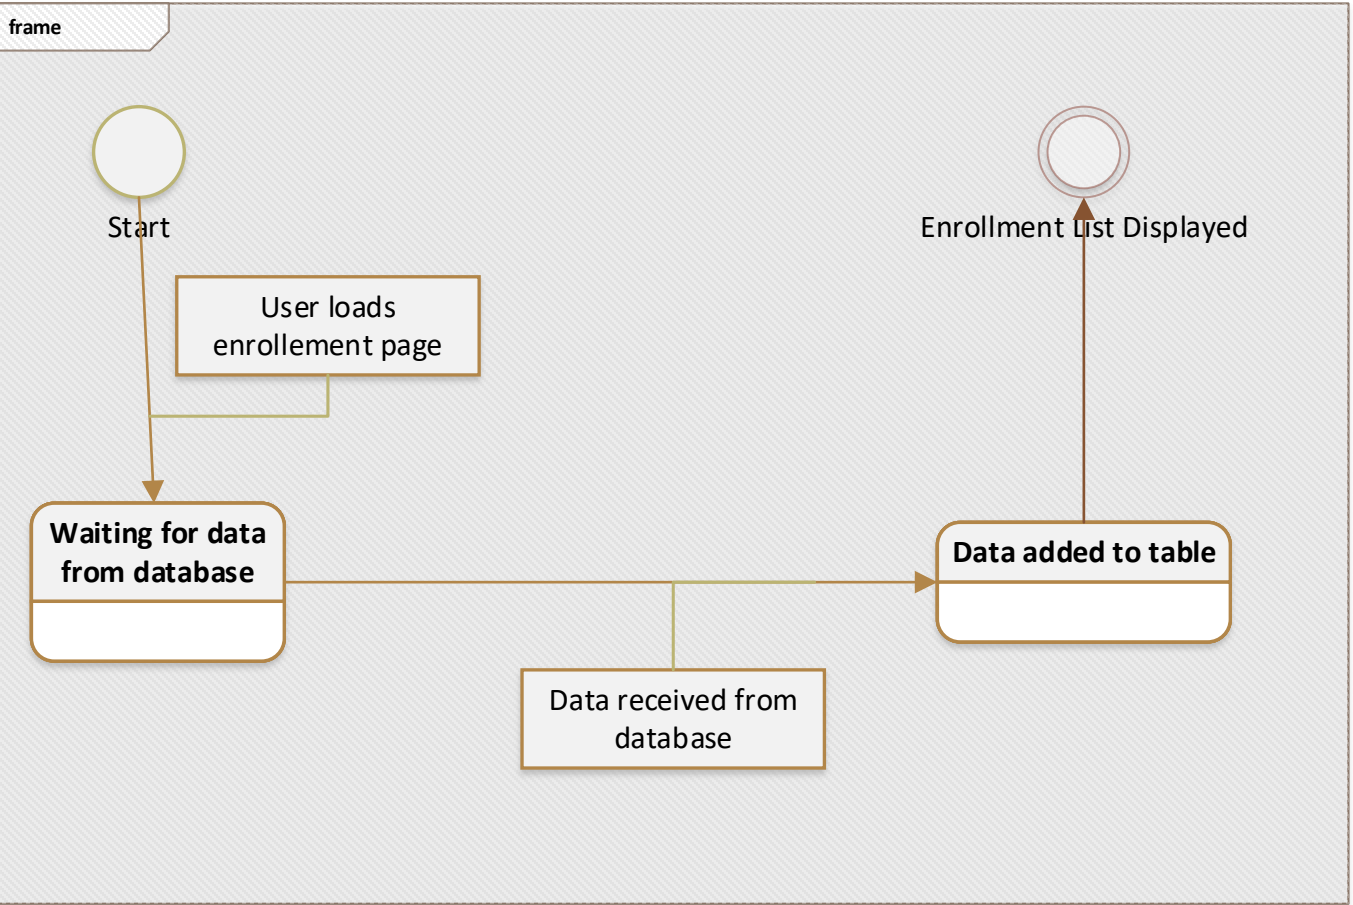 frame
Start
Enrollment List Displayed
User loads
enrollement page
Waiting for data
from database
Data added to table
Data received from
database